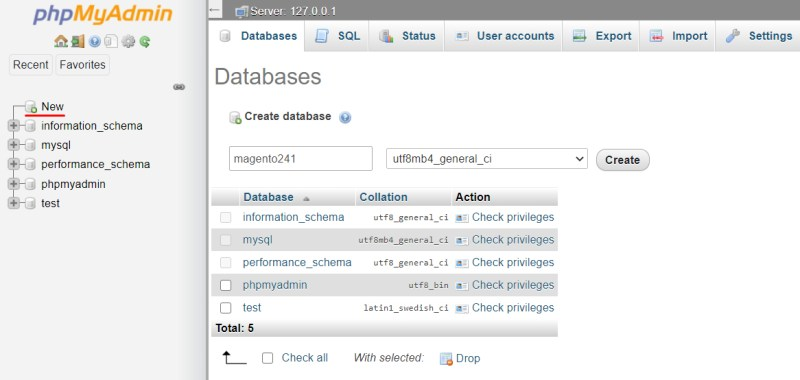 phpMyAdmin
Recent Favorites
New
information_schema
mysql
performance_schema
phpmyadmin
test
Server: 127.0.0.1
Databases SQL Status User accounts Export Import Settings
Databases
Create database
magento241 utf8mb4_general_ci Create
Database Collation Action
information_schema utf8_general_ci Check privileges
mysql utf8mb4_general_ci Check privileges
performance_schema utf8_general_ci Check privileges
phpmyadmin utf8_bin Check privileges
test latin1_swedish_ci Check privileges
Total: 5
Check all With selected: Drop